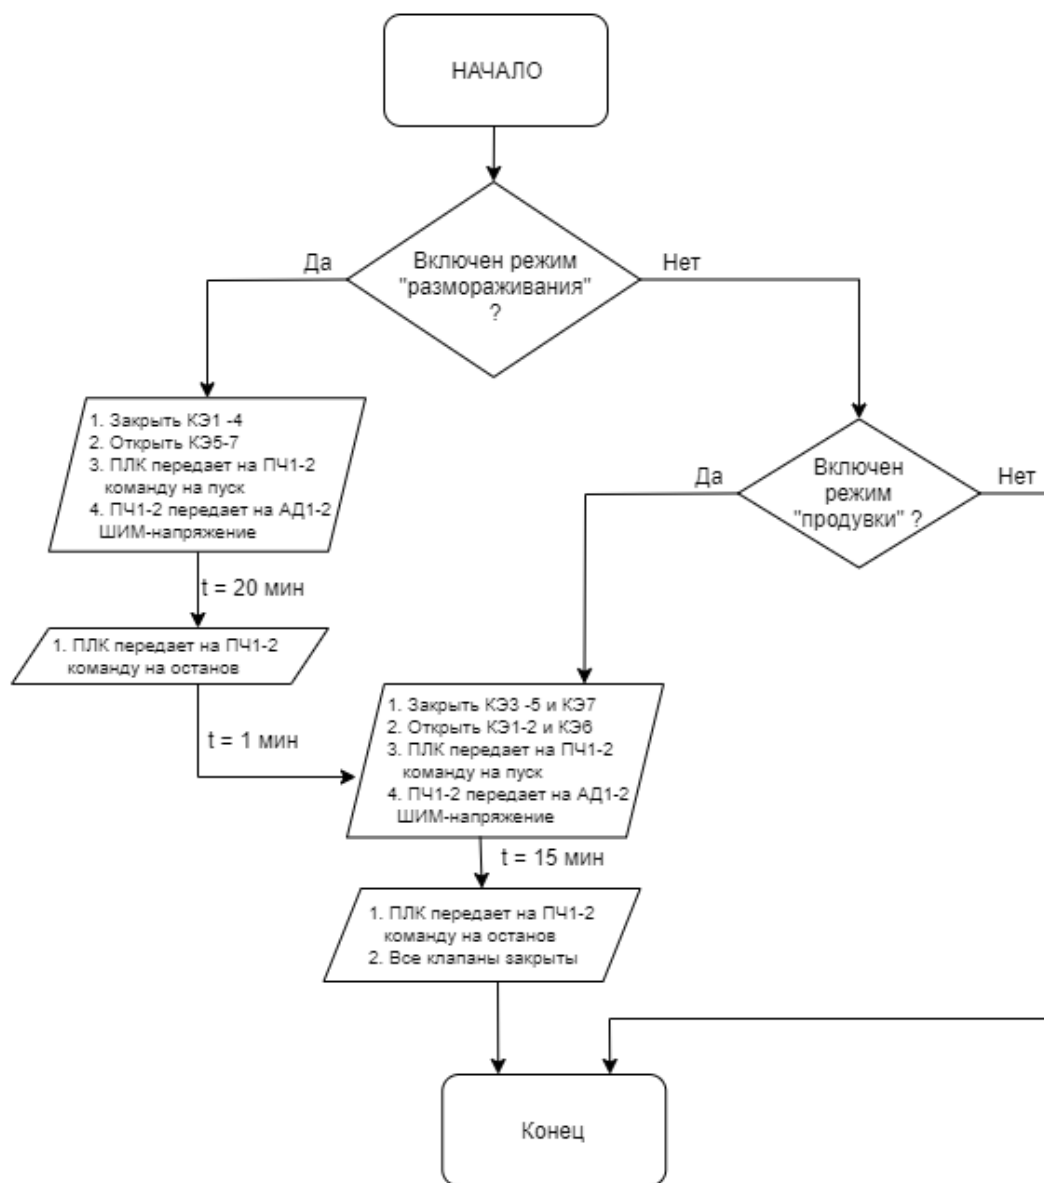 НАЧАЛО
Да
Включен режим
"размораживания"
?
Нет
1. Закрыть КЭ1 -4
2. Открыть КЭ5-7
3. ПЛК передает на ПЧ1-2
команду на пуск
4. ПЧ1-2 передает на АД1-2
ШИМ-напряжение
Да
Включен
режим
"продувки" ?
Нет
t = 20 мин
1. ПЛК передает на ПЧ1-2
команду на останов
t = 1 мин
1. Закрыть КЭ3 -5 и КЭ7
2. Открыть КЭ1-2 и КЭ6
3. ПЛК передает на ПЧ1-2
команду на пуск
4. ПЧ1-2 передает на АД1-2
ШИМ-напряжение
t = 15 мин
1. ПЛК передает на ПЧ1-2
команду на останов
2. Все клапаны закрыты
Конец